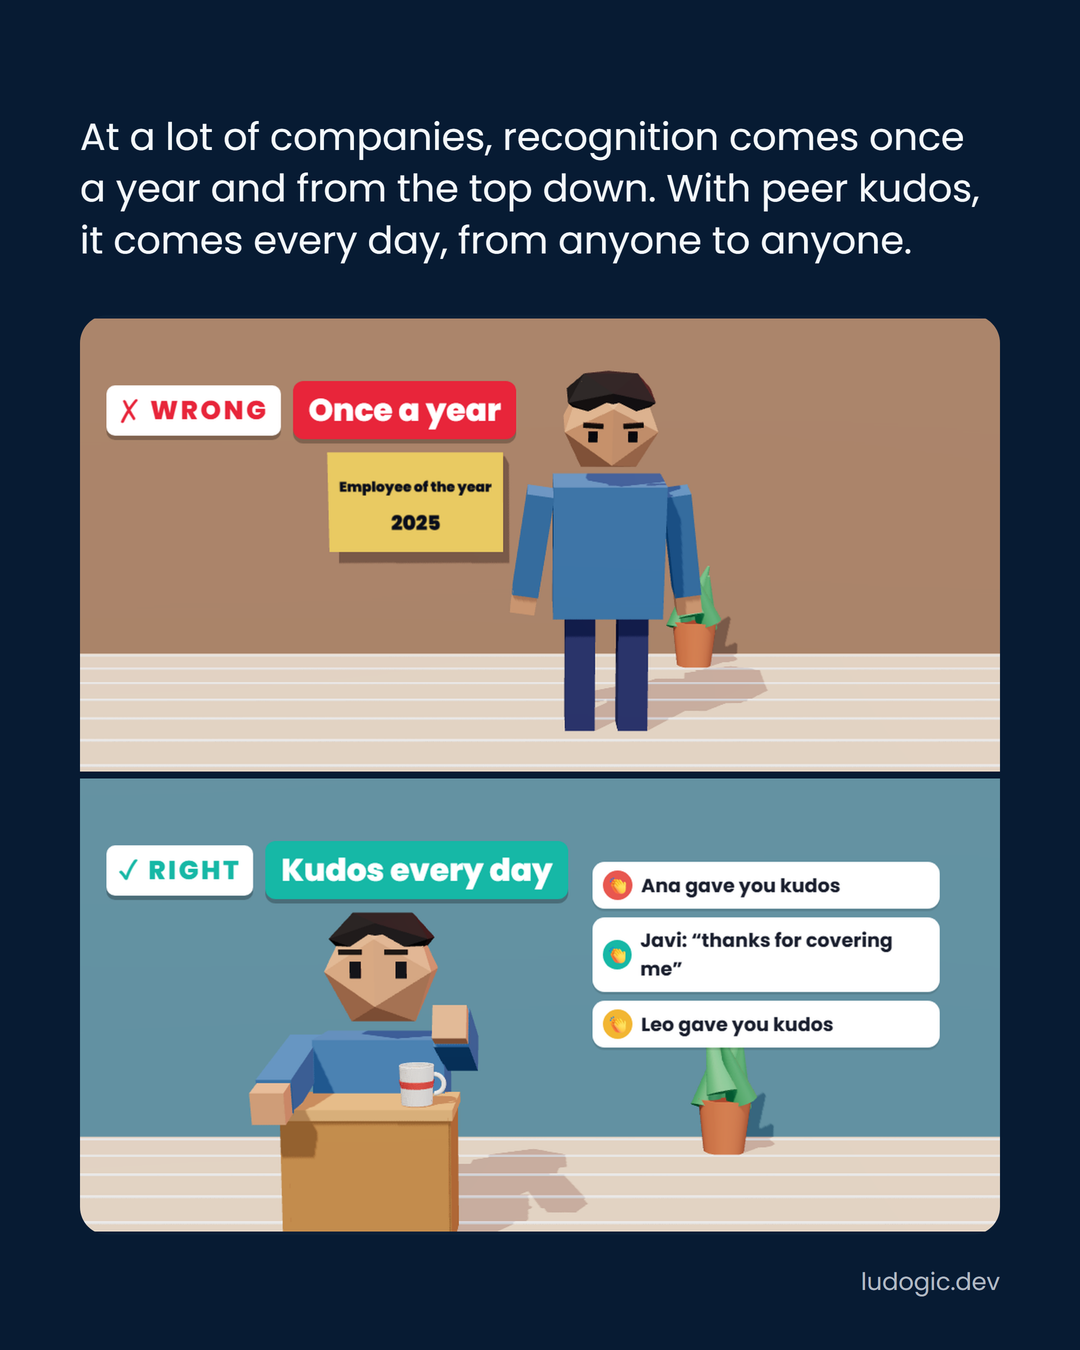 At a lot of companies, recognition comes once
a year and from the top down. With peer kudos,
it comes every day, from anyone to anyone.
✗ WRONG
Once a year
Employee of the year
2025
✓ RIGHT
Kudos every day
Ana gave you kudos
Javi: “thanks for covering
me”
Leo gave you kudos
ludogic.dev